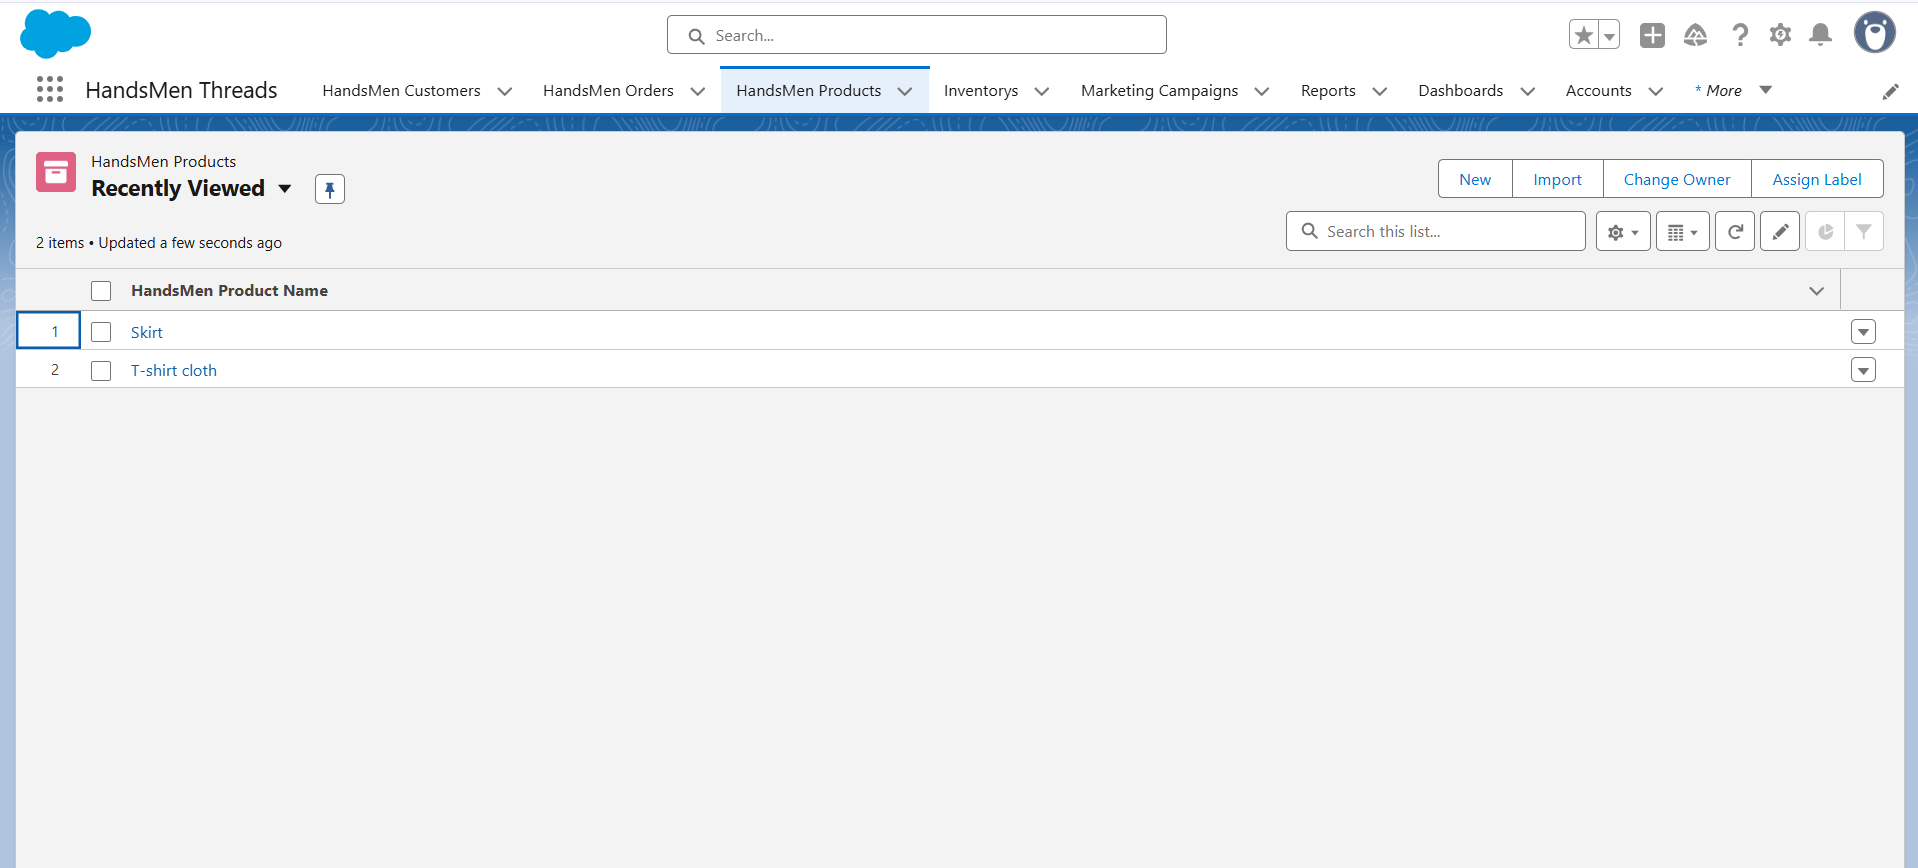 Search...
HandsMen Threads
HandsMen Customers
HandsMen Orders
HandsMen Products
Inventorys
Marketing Campaigns
Reports
Dashboards
Accounts
* More
HandsMen Products
Recently Viewed
New
Import
Change Owner
Assign Label
2 items • Updated a few seconds ago
Search this list...
HandsMen Product Name
1 Skirt
2 T-shirt cloth